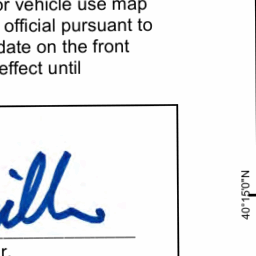 or vehicle use map
official pursuant to
date on the front
effect until
r.
40°15'0"N